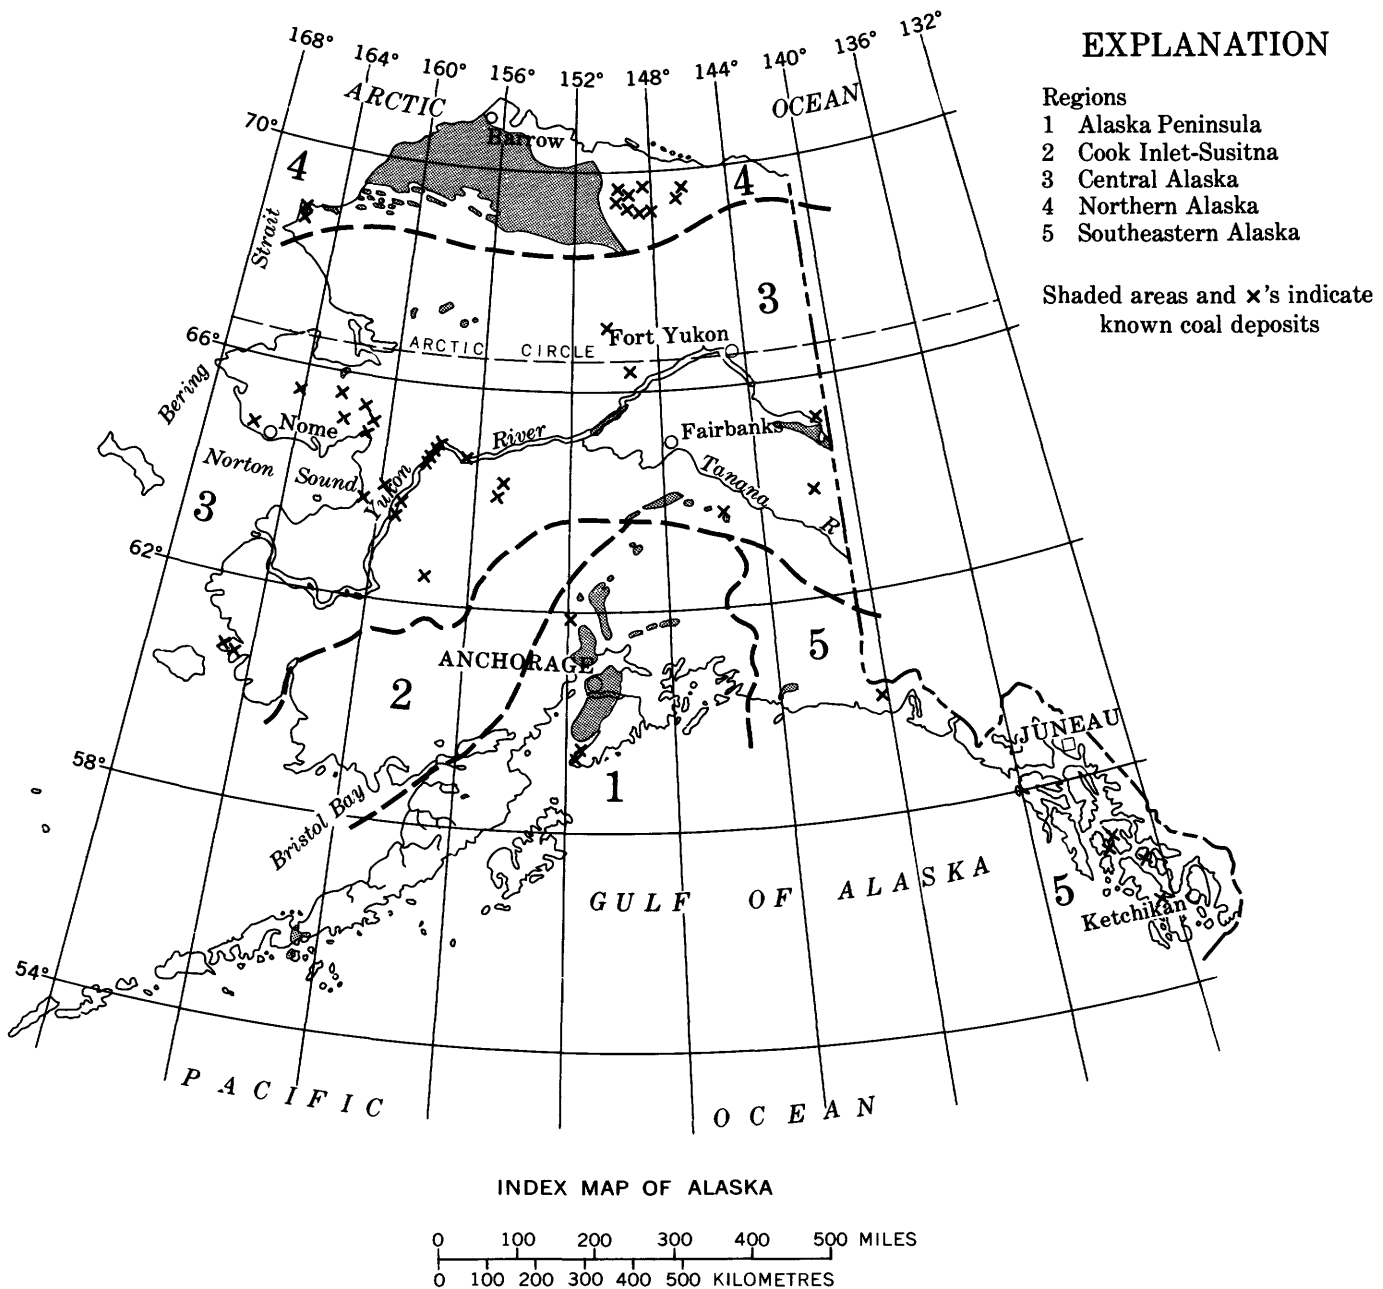 168° 164° 160° 156° 152° 148° 144° 140° 136° 132°
EXPLANATION
Regions
1 Alaska Peninsula
2 Cook Inlet-Susitna
3 Central Alaska
4 Northern Alaska
5 Southeastern Alaska
Shaded areas and ×'s indicate
known coal deposits
ARCTIC OCEAN
70°
Barrow
4
4
Bering Strait
3
66°
ARCTIC CIRCLE
Fort Yukon
Nome
Yukon River
Fairbanks
Norton Sound
Tanana R
3
62°
5
ANCHORAGE
2
JUNEAU
58°
1
Bristol Bay
GULF OF ALASKA
5
Ketchikan
54°
PACIFIC OCEAN
INDEX MAP OF ALASKA
0 100 200 300 400 500 MILES
0 100 200 300 400 500 KILOMETRES